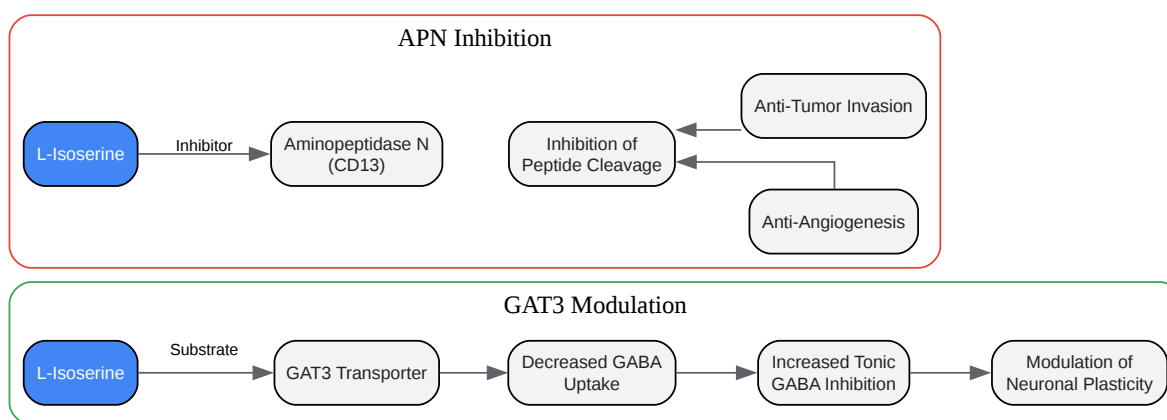 APN Inhibition
L-Isoserine
Inhibitor
Aminopeptidase N
(CD13)
Inhibition of
Peptide Cleavage
Anti-Tumor Invasion
Anti-Angiogenesis
GAT3 Modulation
L-Isoserine
Substrate
GAT3 Transporter
Decreased GABA
Uptake
Increased Tonic
GABA Inhibition
Modulation of
Neuronal Plasticity